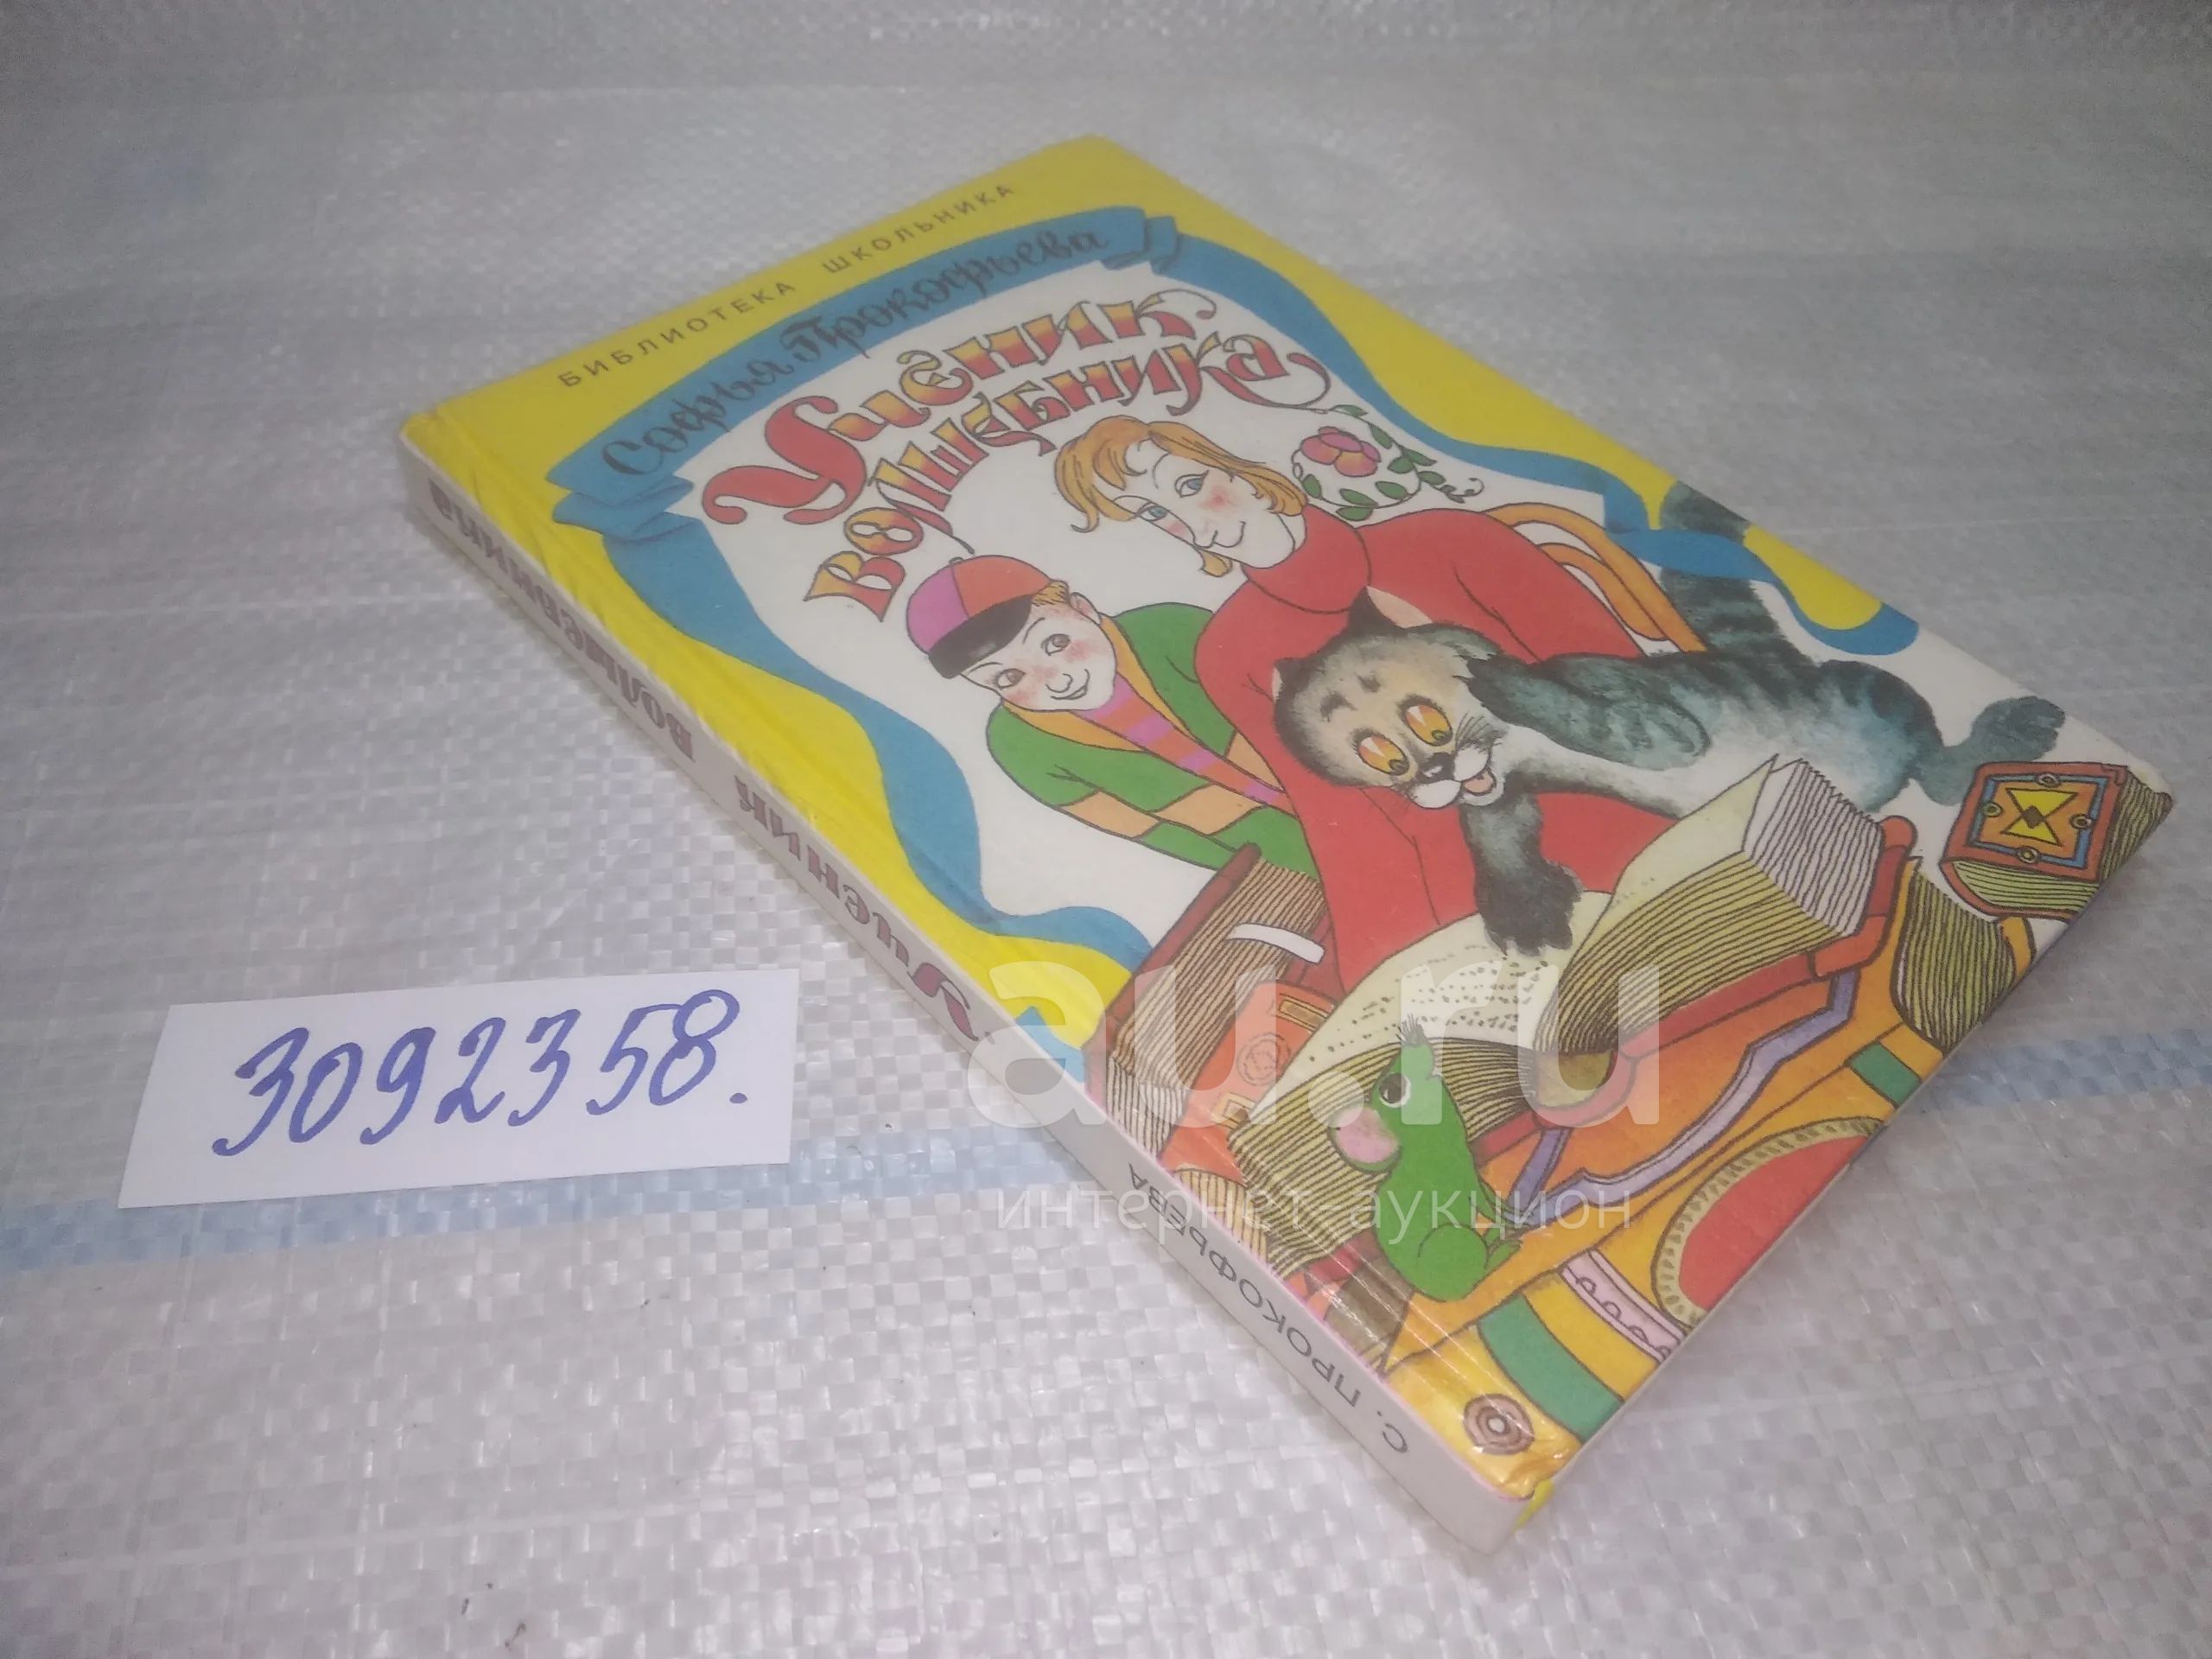 БИБЛИОТЕКА ШКОЛЬНИКА
Софья Прокофьева
Ученик
волшебника
Ученик волшебника
С. ПРОКОФЬЕВА
3092358.
au.ru
интернет-аукцион